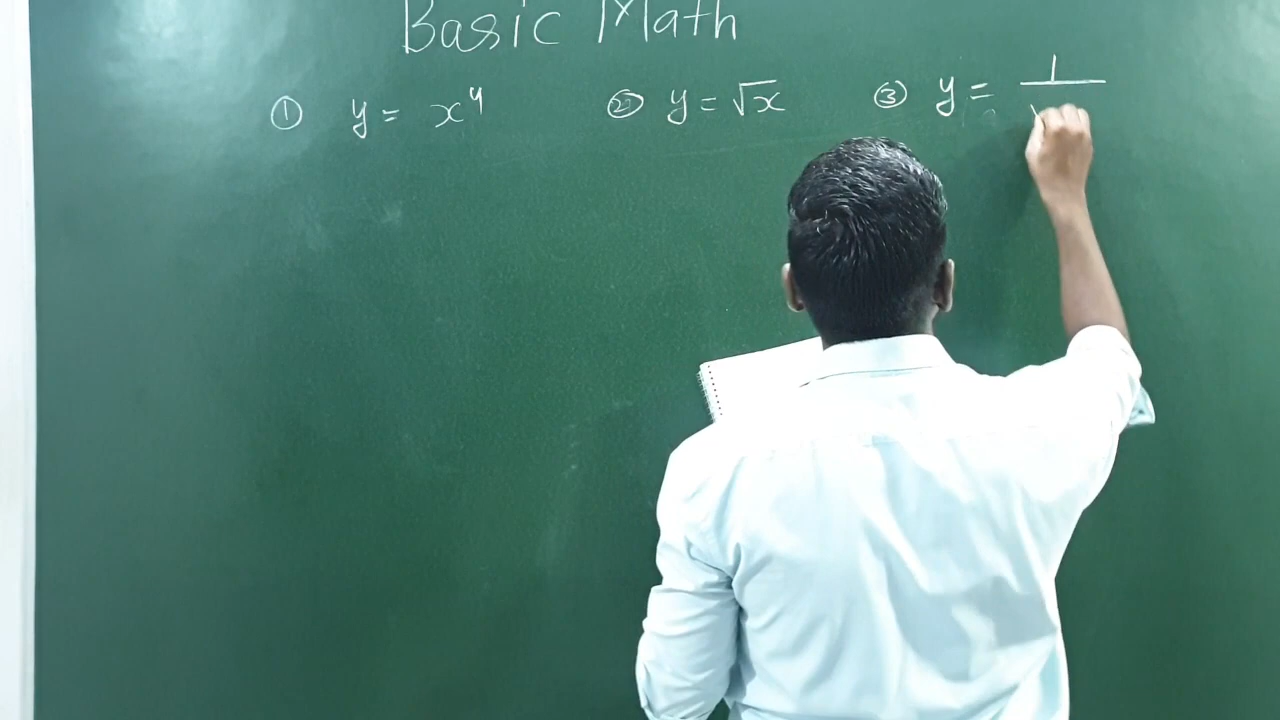 Basic Math
① y = x⁴ ② y = √x ③ y = 1/